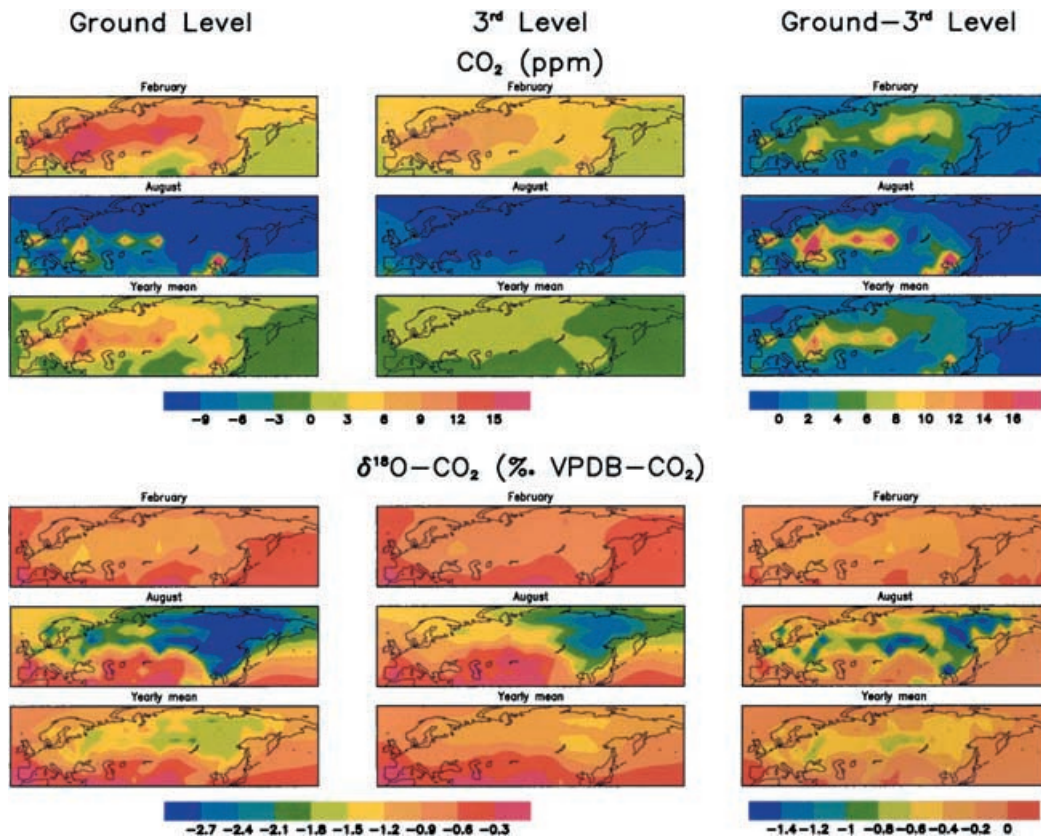 Ground Level 3rd Level Ground–3rd Level
CO₂ (ppm)
February February February
August August August
Yearly mean Yearly mean Yearly mean
−9 −6 −3 0 3 6 9 12 15 0 2 4 6 8 10 12 14 16
δ¹⁸O–CO₂ (‰ VPDB–CO₂)
February February February
August August August
Yearly mean Yearly mean Yearly mean
−2.7 −2.4 −2.1 −1.8 −1.5 −1.2 −0.9 −0.6 −0.3 −1.4 −1.2 −1 −0.8 −0.6 −0.4 −0.2 0